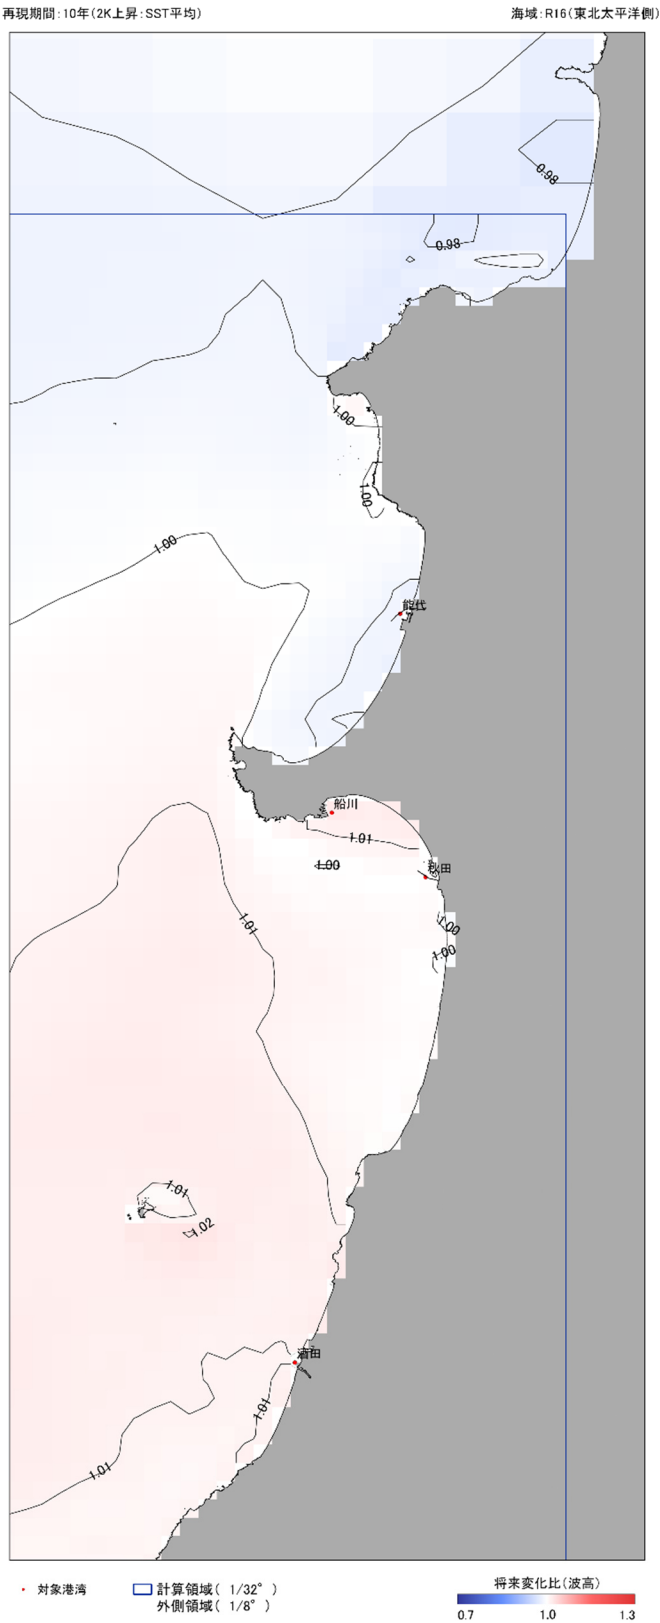 再現期間：10年（2K上昇：SST平均）
海域：R16（東北太平洋側）
0.98
0.98
1.00
1.00
1.00
能代
船川
1.01
1.00
秋田
1.00
1.01
1.00
1.01
1.02
酒田
1.01
1.01
対象港湾
計算領域( 1/32° )
外側領域( 1/8° )
将来変化比（波高）
0.7 1.0 1.3